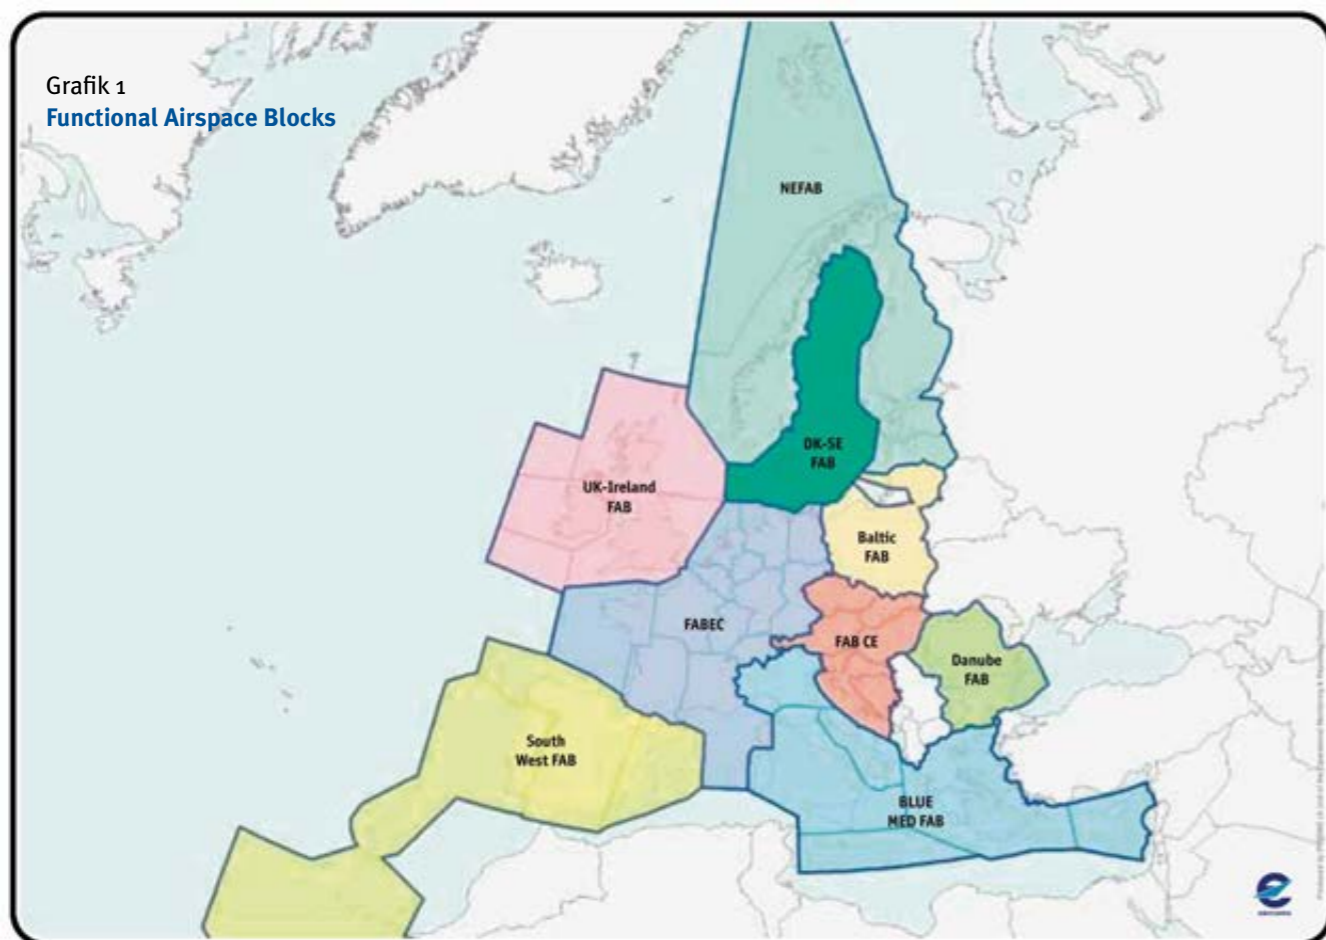 Grafik 1
Functional Airspace Blocks
NEFAB
DK-SE
FAB
UK-Ireland
FAB
Baltic
FAB
FABEC
FAB CE
Danube
FAB
South
West FAB
BLUE
MED FAB